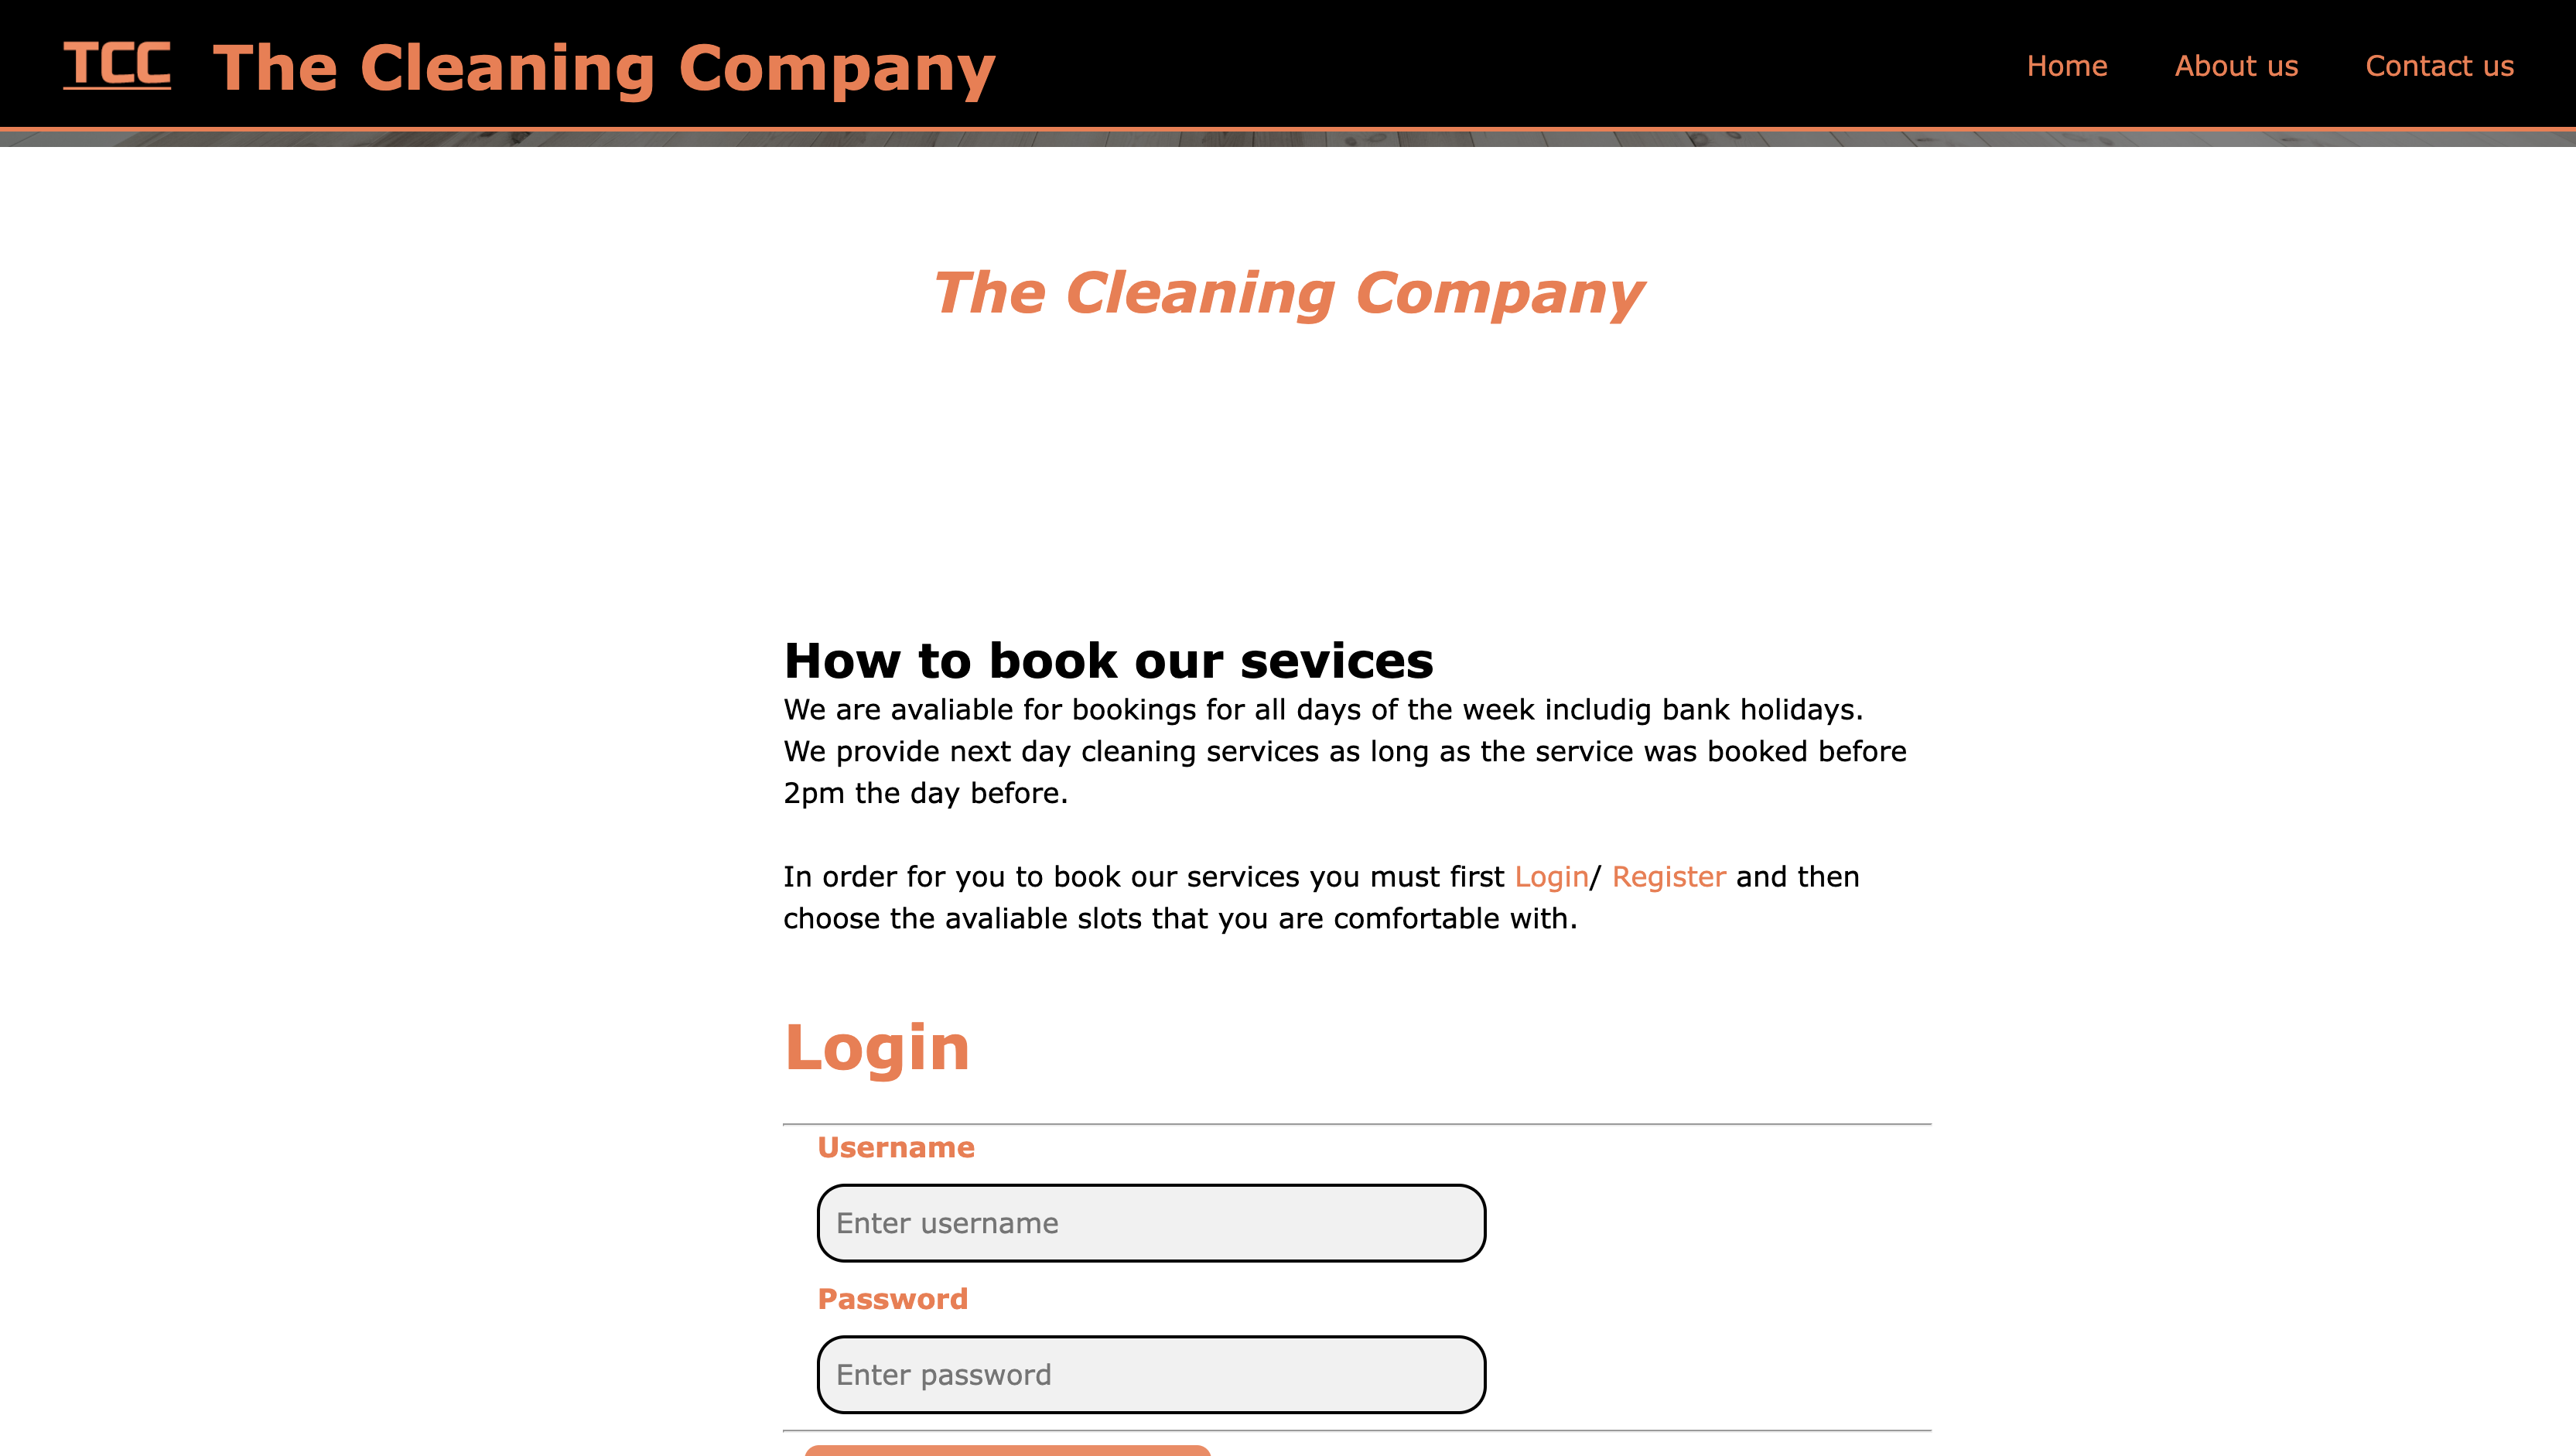 TCC The Cleaning Company Home About us Contact us
The Cleaning Company
How to book our sevices
We are avaliable for bookings for all days of the week includig bank holidays.
We provide next day cleaning services as long as the service was booked before
2pm the day before.
In order for you to book our services you must first Login/ Register and then
choose the avaliable slots that you are comfortable with.
Login
Username
Enter username
Password
Enter password